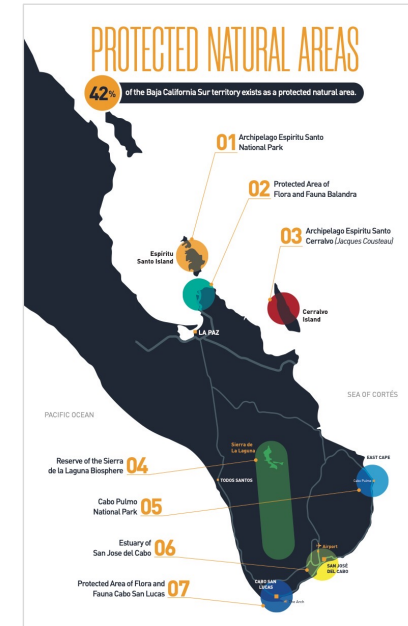 PROTECTED NATURAL AREAS
42% of the Baja California Sur territory exists as a protected natural area.
01 Archipelago Espiritu Santo
National Park
02 Protected Area of
Flora and Fauna Balandra
03 Archipelago Espiritu Santo
Cerralvo (Jacques Cousteau)
Espíritu
Santo Island
Cerralvo
Island
LA PAZ
SEA OF CORTÉS
PACIFIC OCEAN
Sierra de
La Laguna
Reserve of the Sierra
de la Laguna Biosphere 04
EAST CAPE
TODOS SANTOS
Cabo Pulmo
Cabo Pulmo
National Park 05
Estuary of
San Jose del Cabo 06
Airport
SAN JOSÉ
DEL CABO
Protected Area of Flora and
Fauna Cabo San Lucas 07
CABO SAN
LUCAS